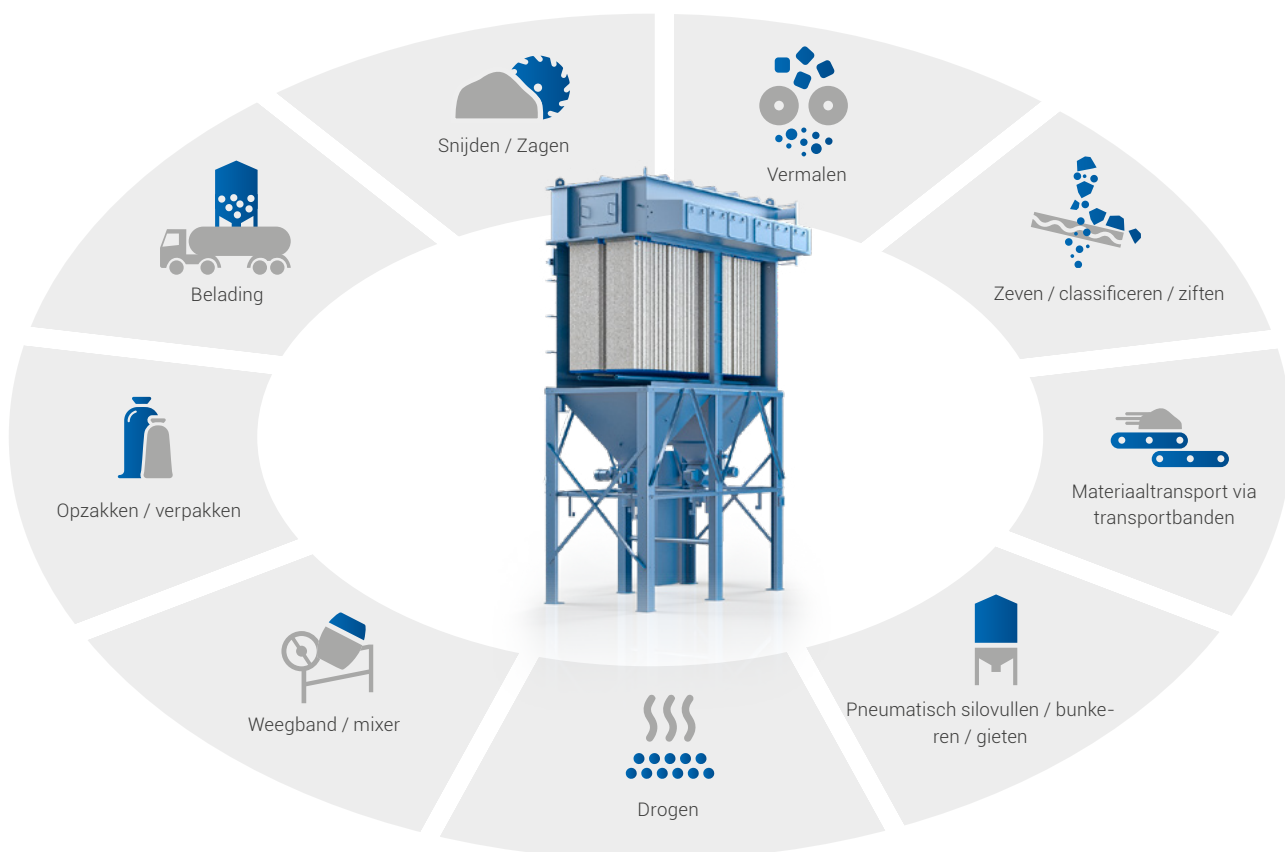 Snijden / Zagen
Vermalen
Zeven / classificeren / ziften
Materiaaltransport via
transportbanden
Pneumatisch silovullen / bunke-
ren / gieten
Drogen
Weegband / mixer
Opzakken / verpakken
Belading